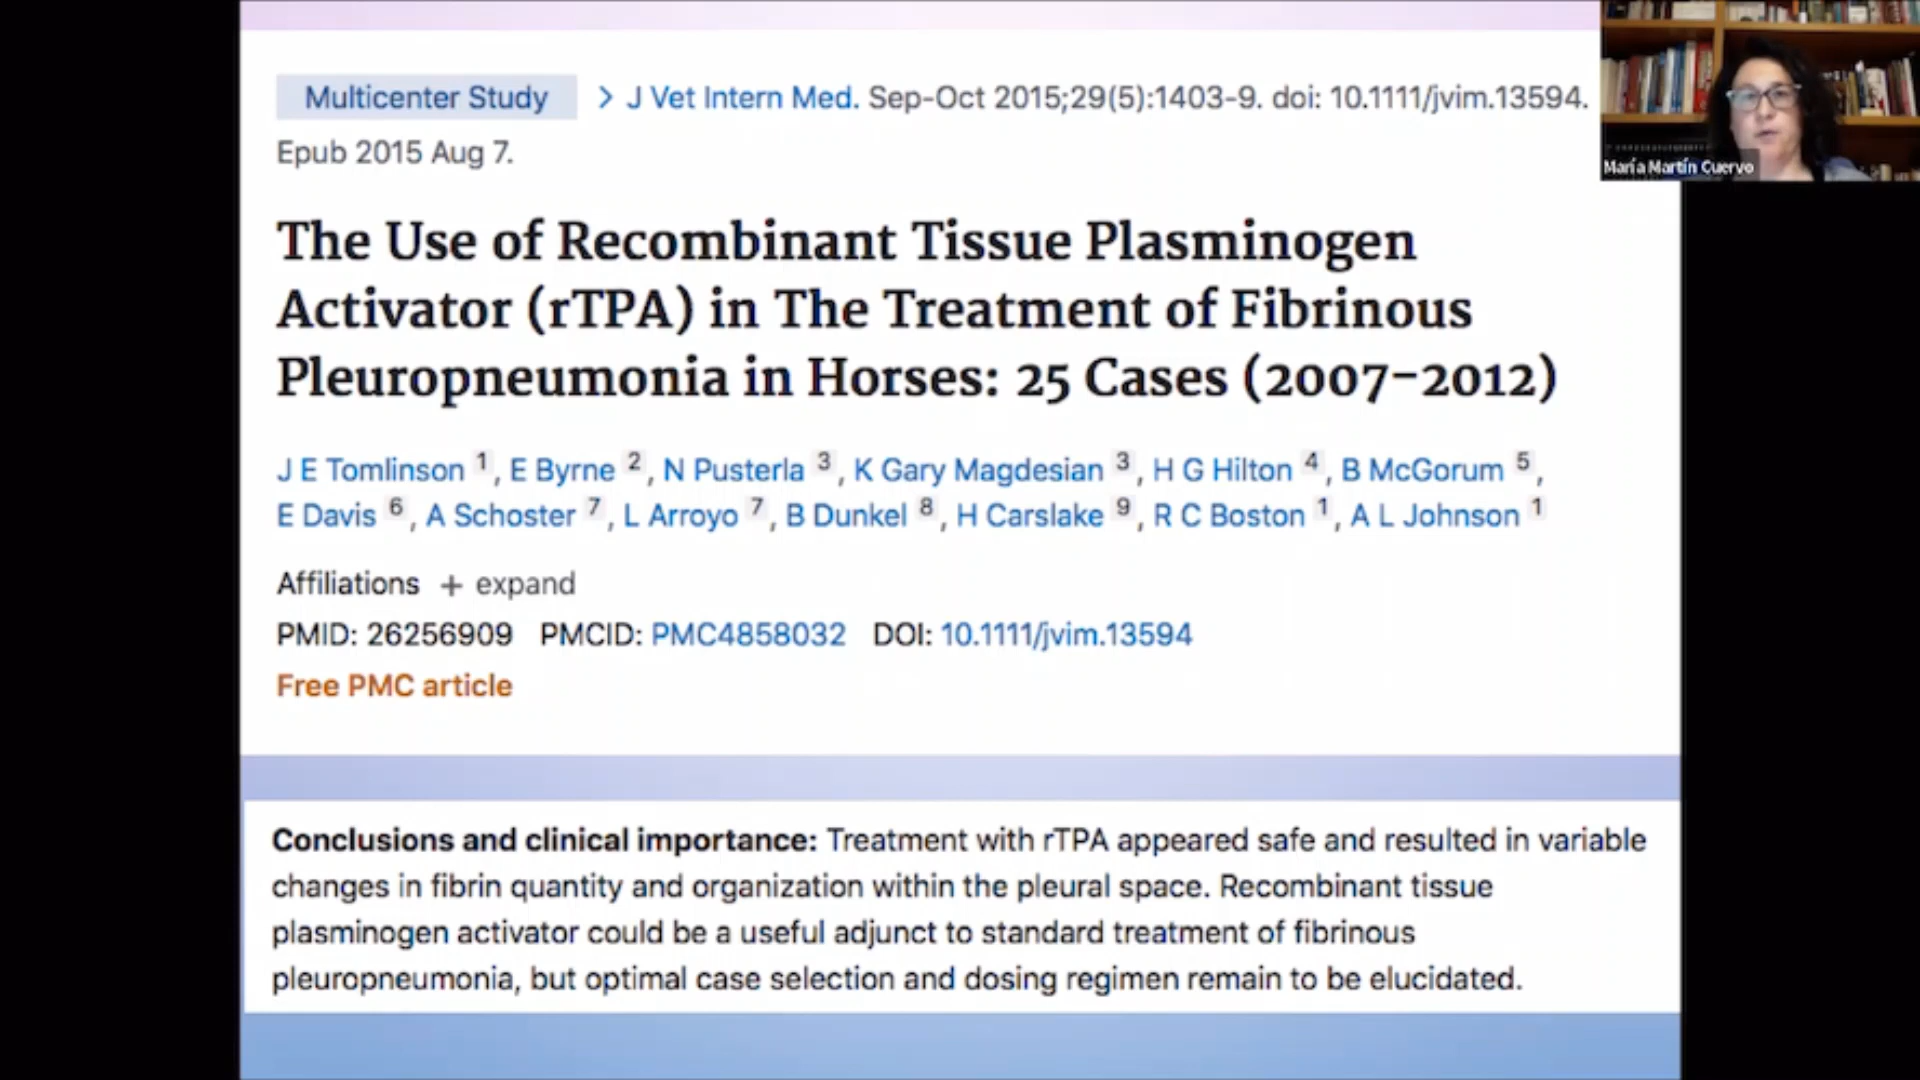 Multicenter Study > J Vet Intern Med. Sep-Oct 2015;29(5):1403-9. doi: 10.1111/jvim.13594.
Epub 2015 Aug 7.
The Use of Recombinant Tissue Plasminogen
Activator (rTPA) in The Treatment of Fibrinous
Pleuropneumonia in Horses: 25 Cases (2007-2012)
J E Tomlinson 1, E Byrne 2, N Pusterla 3, K Gary Magdesian 3, H G Hilton 4, B McGorum 5,
E Davis 6, A Schoster 7, L Arroyo 7, B Dunkel 8, H Carslake 9, R C Boston 1, A L Johnson 1
Affiliations + expand
PMID: 26256909 PMCID: PMC4858032 DOI: 10.1111/jvim.13594
Free PMC article
Conclusions and clinical importance: Treatment with rTPA appeared safe and resulted in variable
changes in fibrin quantity and organization within the pleural space. Recombinant tissue
plasminogen activator could be a useful adjunct to standard treatment of fibrinous
pleuropneumonia, but optimal case selection and dosing regimen remain to be elucidated.
María Martín Cuervo